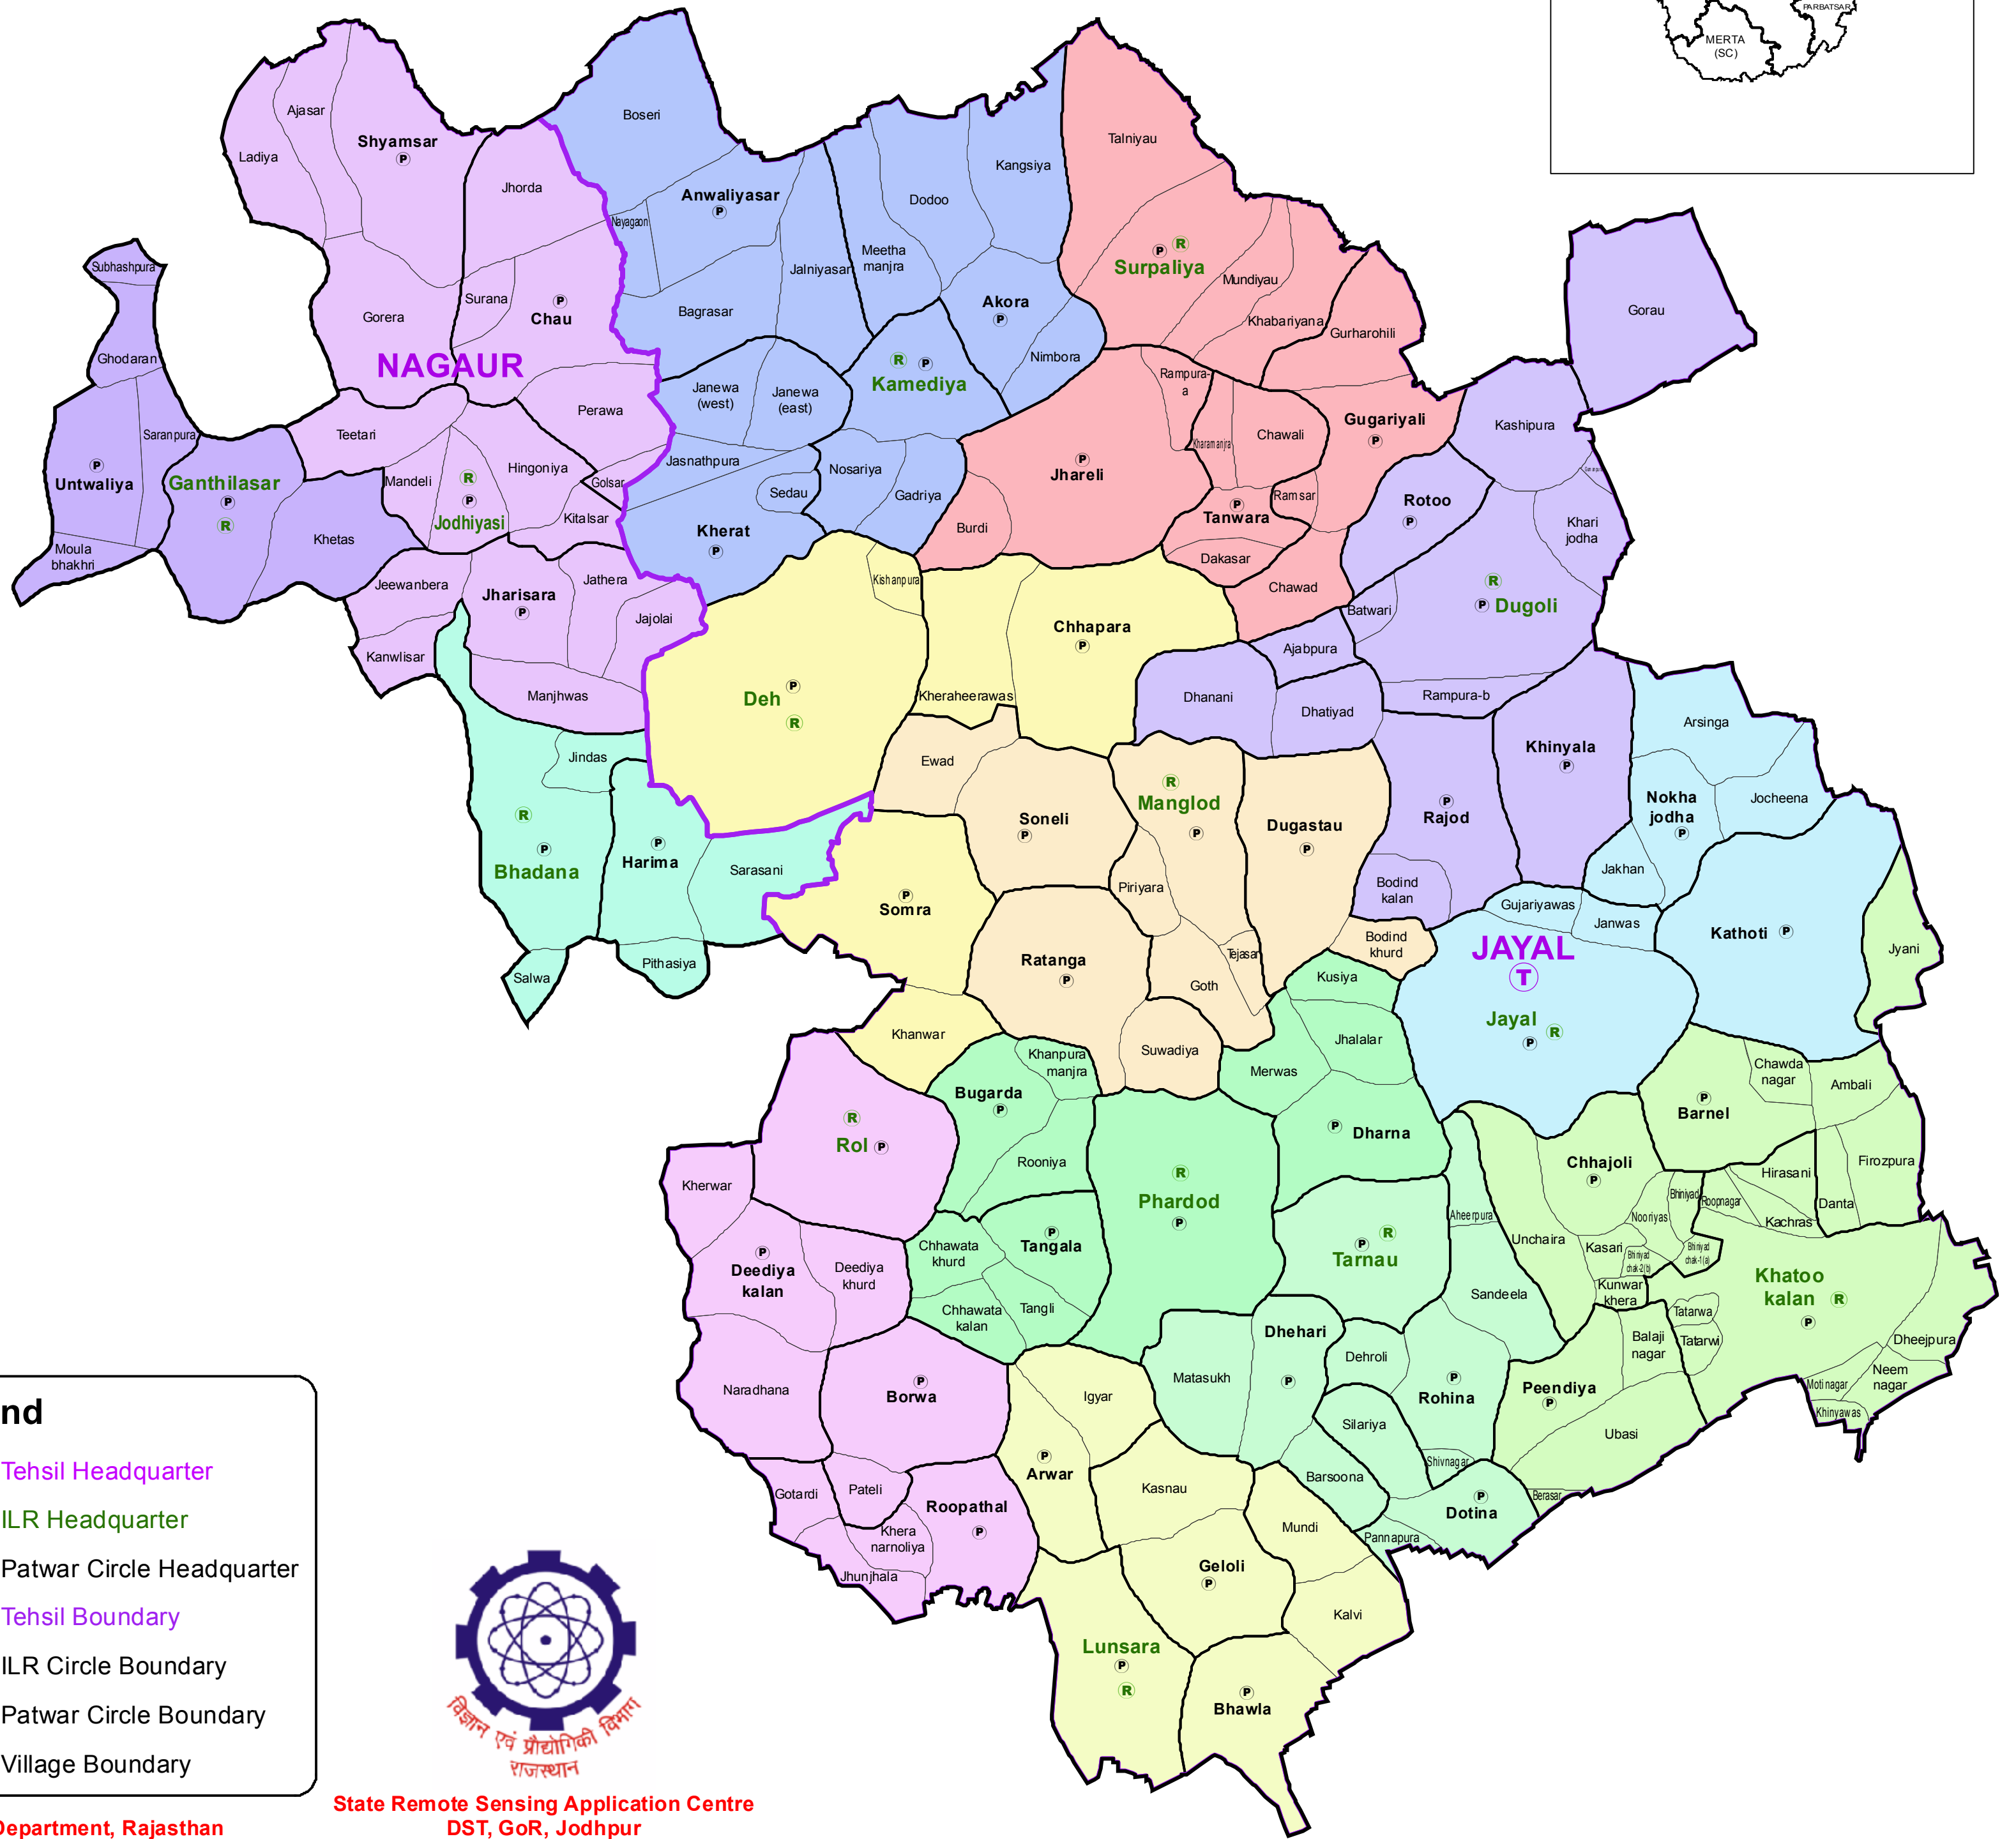 PARBATSAR
MERTA
(SC)
Boseri
Ajasar
Shyamsar
P
Ladiya
Talniyau
Kangsiya
Jhorda
Anwaliyasar
P
Dodoo
Nayagaon
Meetha
manjra
Jalniyasar
R
P
Surpaliya
Subhashpura
Mundiyau
Surana
P
Chau
Gorera
Bagrasar
Akora
P
Khabariyana
Gurharohili
Gorau
Ghodaran
NAGAUR
Nimbora
R
P
Kamediya
Janewa
(west)
Janewa
(east)
Rampura-
a
Perawa
Gugariyali
P
Kashipura
Saranpura
Teetari
Kharamanjra
Chawali
P
Untwaliya
Ganthilasar
P
R
Mandeli
R
P
Jodhiyasi
Hingoniya
Golsar
Kitalsar
Jasnathpura
Nosariya
Sedau
Gadriya
P
Jhareli
Ramsar
P
Tanwara
Rotoo
P
Khari
jodha
Khetas
Kherat
P
Burdi
Dakasar
Moula
bhakhri
Jeewanbera
Jharisara
P
Jathera
Kishanpura
Chawad
R
P
Dugoli
Batwari
Jajolai
Chhapara
P
Ajabpura
Kanwlisar
Manjhwas
Deh
P
R
Kheraheerawas
Dhanani
Dhatiyad
Rampura-b
Arsinga
Jindas
Ewad
Khinyala
P
R
Manglod
P
Nokha
jodha
P
Jocheena
R
P
Bhadana
P
Harima
Sarasani
Soneli
P
Dugastau
P
P
Rajod
Jakhan
P
Somra
Piriyara
Bodind
kalan
Gujariyawas
Janwas
Kathoti
P
Salwa
Pithasiya
Ratanga
P
Tejasar
Goth
Bodind
khurd
Kusiya
JAYAL
T
Jyani
Khanwar
Jayal
R
P
Khanpura
manjra
Suwadiya
Merwas
Jhalalar
Chawda
nagar
Ambali
Bugarda
P
R
Rol
P
P
Dharna
P
Barnel
Rooniya
Chhajoli
P
Hirasani
Firozpura
Kherwar
R
Phardod
P
Bhiniyad
Roopnagar
Danta
Aheerpura
Nooriyas
Kachras
Chhawata
khurd
P
Tangala
P
R
Tarnau
Unchaira
Kasari
Bhiniyad
chak-2(b)
Bhiniyad
chak-1(a)
P
Deediya
kalan
Deediya
khurd
Khatoo
kalan
R
P
Kunwar
khera
Sandeela
Chhawata
kalan
Tangli
Tatarwa
Tatarwi
Balaji
nagar
Dhehari
P
Dehroli
Dheejpura
Neem
nagar
Moti nagar
Khinyawas
Naradhana
P
Borwa
Igyar
Matasukh
P
Rohina
Peendiya
P
Ubasi
Silariya
Shivnagar
P
Arwar
Kasnau
Barsoona
Berasar
Gotardi
Pateli
Roopathal
P
P
Dotina
Mundi
Pannapura
Khera
narnoliya
Jhunjhala
Geloli
P
Kalvi
Lunsara
P
R
P
Bhawla
nd
Tehsil Headquarter
ILR Headquarter
Patwar Circle Headquarter
Tehsil Boundary
ILR Circle Boundary
Patwar Circle Boundary
Village Boundary
विज्ञान एवं प्रौद्योगिकी विभाग
राजस्थान
State Remote Sensing Application Centre
DST, GoR, Jodhpur
Department, Rajasthan